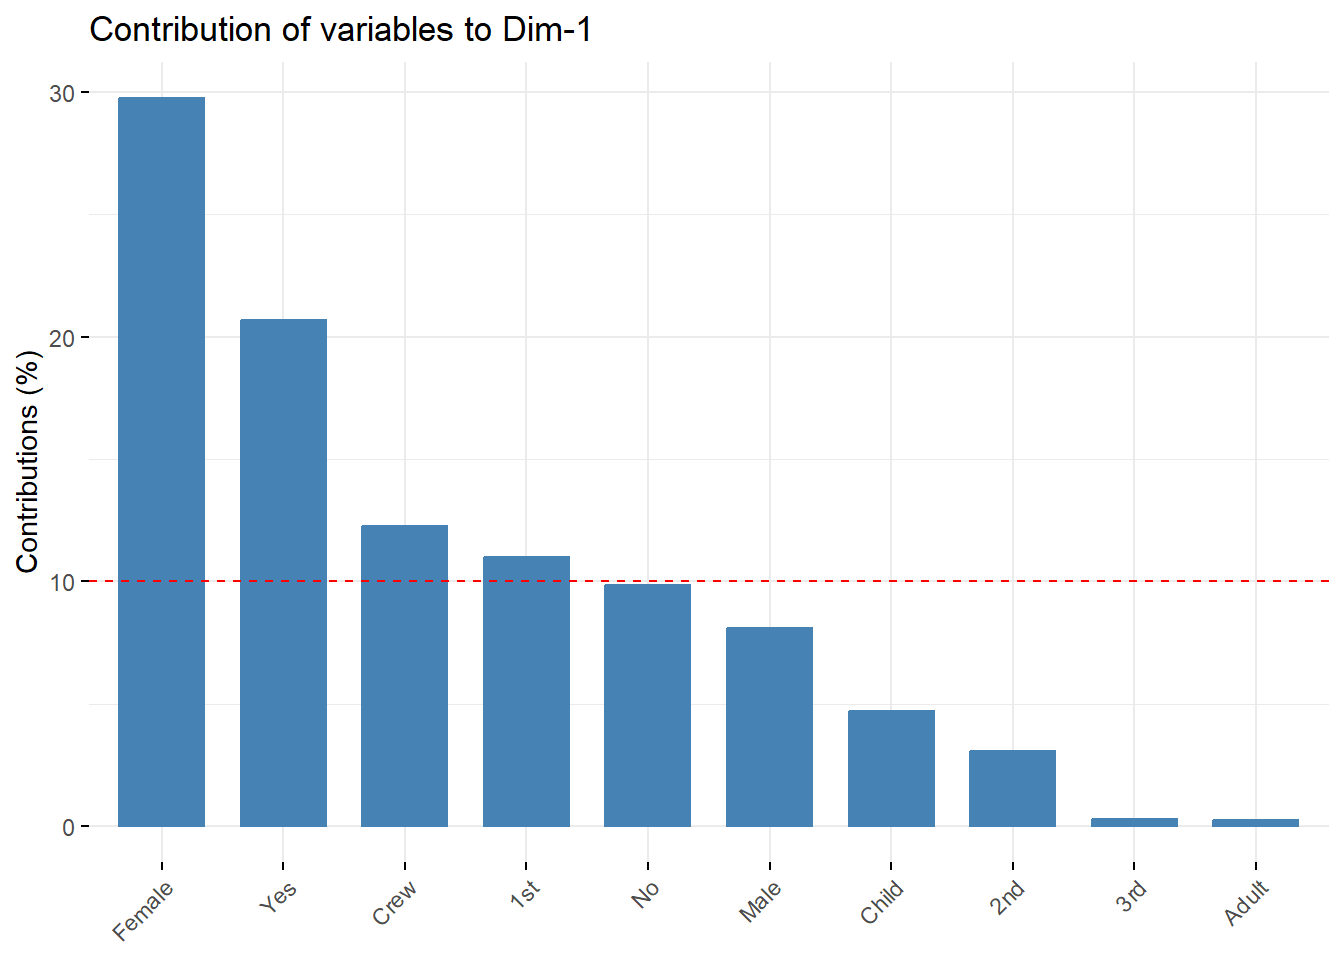 Contribution of variables to Dim-1
Contributions (%)
30
20
10
0
Female
Yes
Crew
1st
No
Male
Child
2nd
3rd
Adult